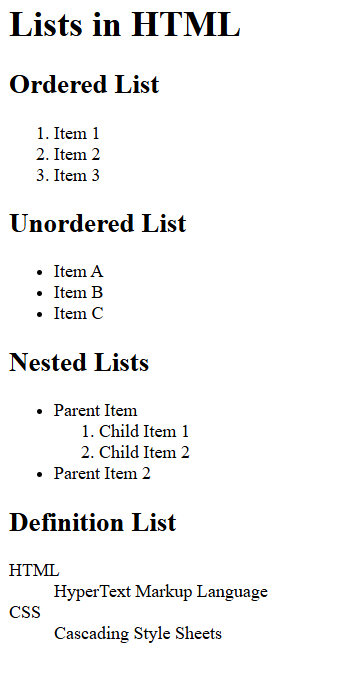 Lists in HTML
Ordered List
1. Item 1
2. Item 2
3. Item 3
Unordered List
• Item A
• Item B
• Item C
Nested Lists
• Parent Item
1. Child Item 1
2. Child Item 2
• Parent Item 2
Definition List
HTML
HyperText Markup Language
CSS
Cascading Style Sheets